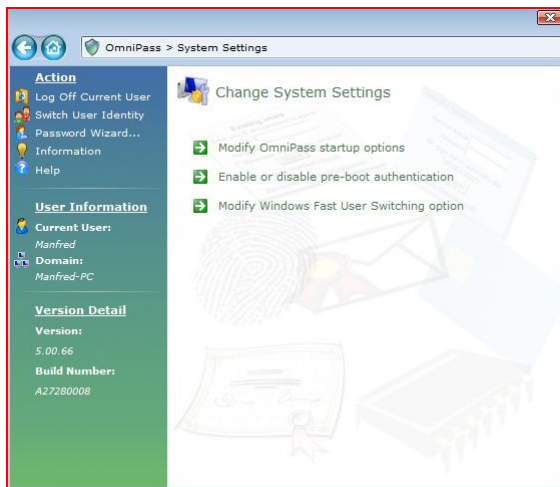 OmniPass > System Settings
Action
Log Off Current User
Switch User Identity
Password Wizard...
Information
Help
User Information
Current User:
Manfred
Domain:
Manfred-PC
Version Detail
Version:
5.00.66
Build Number:
A27280008
Change System Settings
Existing users
Modify OmniPass startup options
Enable or disable pre-boot authentication
Modify Windows Fast User Switching option